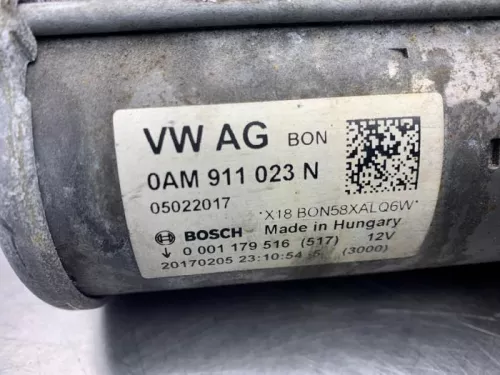 VW AG BON
0AM 911 023 N
05022017
*X18 BON58XALQ6W*
BOSCH Made in Hungary
0 001 179 516 (517) 12V
20170205 23:10:54 5 (3000)